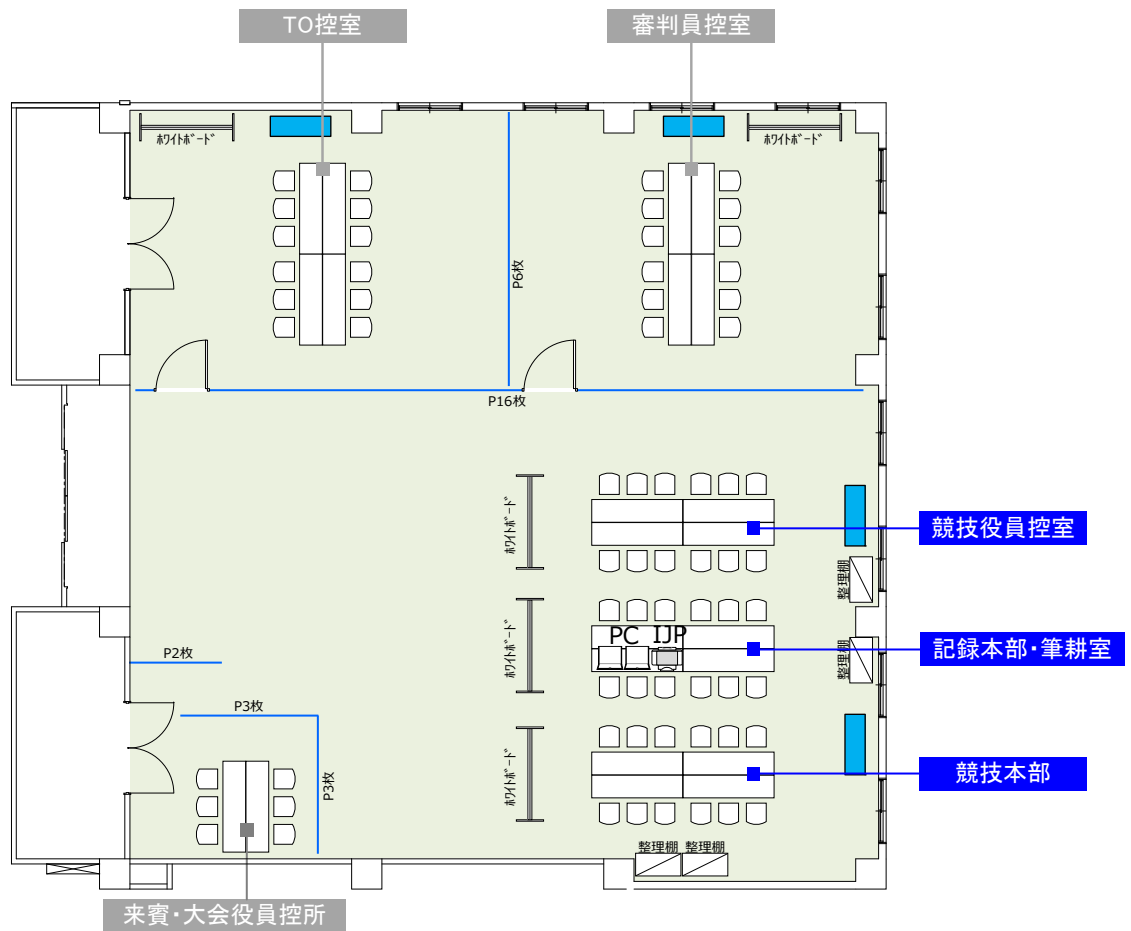 TO控室
審判員控室
ﾎﾜｲﾄﾎﾞｰﾄﾞ
ﾎﾜｲﾄﾎﾞｰﾄﾞ
P6枚
P16枚
ﾎﾜｲﾄﾎﾞｰﾄﾞ
競技役員控室
整理棚
ﾎﾜｲﾄﾎﾞｰﾄﾞ
PC IJP
記録本部・筆耕室
整理棚
P2枚
P3枚
P3枚
ﾎﾜｲﾄﾎﾞｰﾄﾞ
競技本部
整理棚 整理棚
来賓・大会役員控所